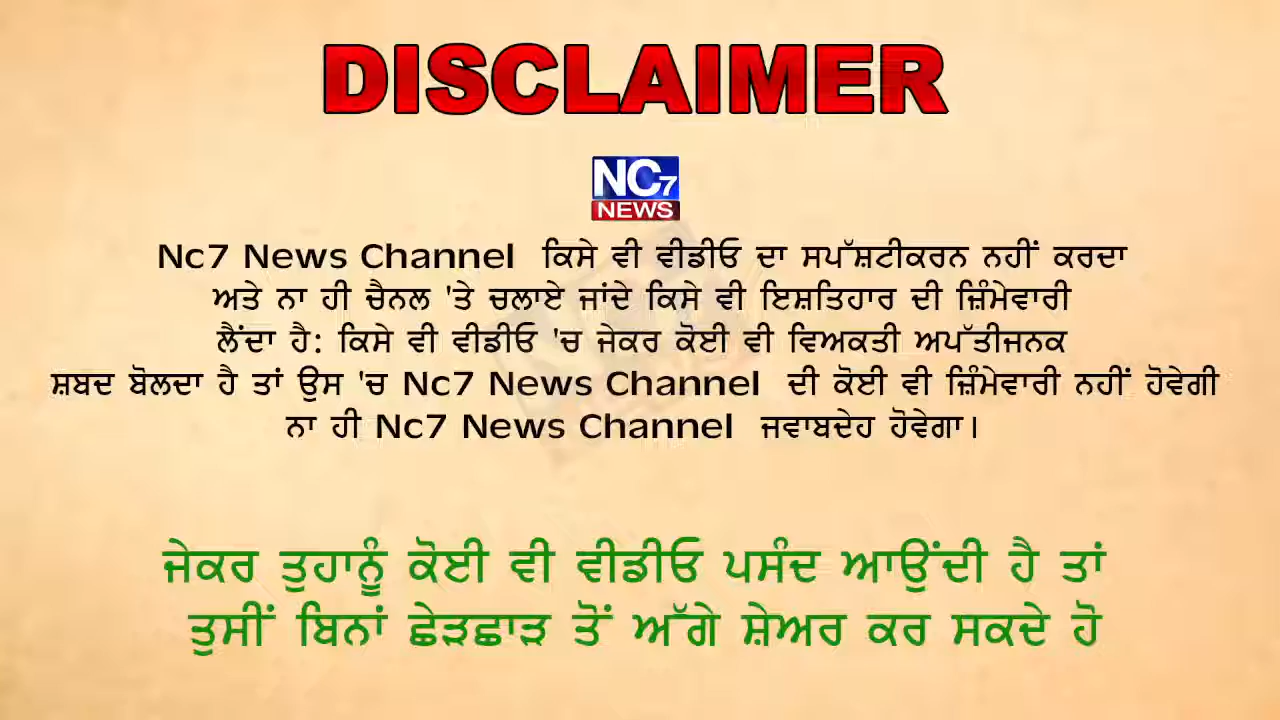 DISCLAIMER
NC7
NEWS
Nc7 News Channel ਕਿਸੇ ਵੀ ਵੀਡੀਓ ਦਾ ਸਪੱਸ਼ਟੀਕਰਨ ਨਹੀਂ ਕਰਦਾ
ਅਤੇ ਨਾ ਹੀ ਚੈਨਲ 'ਤੇ ਚਲਾਏ ਜਾਂਦੇ ਕਿਸੇ ਵੀ ਇਸ਼ਤਿਹਾਰ ਦੀ ਜ਼ਿੰਮੇਵਾਰੀ
ਲੈਂਦਾ ਹੈ: ਕਿਸੇ ਵੀ ਵੀਡੀਓ 'ਚ ਜੇਕਰ ਕੋਈ ਵੀ ਵਿਅਕਤੀ ਅਪੱਤੀਜਨਕ
ਸ਼ਬਦ ਬੋਲਦਾ ਹੈ ਤਾਂ ਉਸ 'ਚ Nc7 News Channel ਦੀ ਕੋਈ ਵੀ ਜ਼ਿੰਮੇਵਾਰੀ ਨਹੀਂ ਹੋਵੇਗੀ
ਨਾ ਹੀ Nc7 News Channel ਜਵਾਬਦੇਹ ਹੋਵੇਗਾ।
ਜੇਕਰ ਤੁਹਾਨੂੰ ਕੋਈ ਵੀ ਵੀਡੀਓ ਪਸੰਦ ਆਉਂਦੀ ਹੈ ਤਾਂ
ਤੁਸੀਂ ਬਿਨਾਂ ਛੇੜਛਾੜ ਤੋਂ ਅੱਗੇ ਸ਼ੇਅਰ ਕਰ ਸਕਦੇ ਹੋ